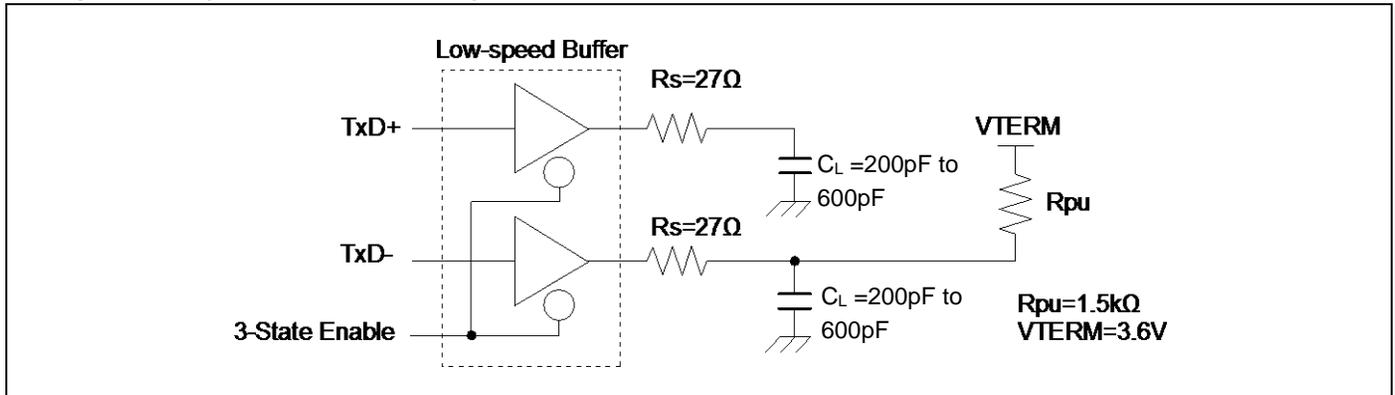 Low-speed Buffer
Rs=27Ω
TxD+
VTERM
CL =200pF to
600pF
Rpu
Rs=27Ω
TxD-
CL =200pF to
600pF
Rpu=1.5kΩ
VTERM=3.6V
3-State Enable